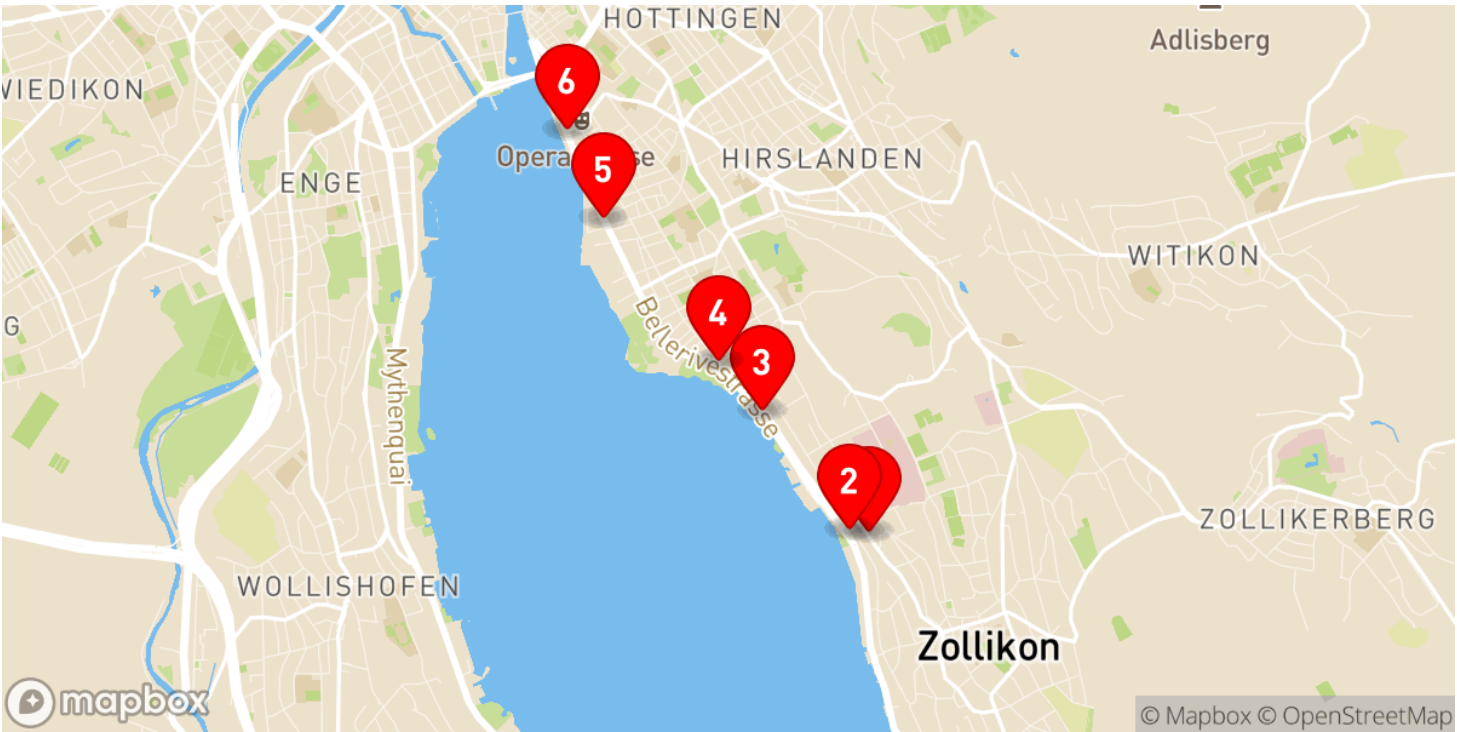 HOTTINGEN
Adlisberg
WIEDIKON
6
Opera
se
5
HIRSLANDEN
ENGE
WITIKON
4
Bellerivestrasse
3
G
Mythenquai
2
ZOLLIKERBERG
WOLLISHOFEN
Zollikon
mapbox
© Mapbox © OpenStreetMap